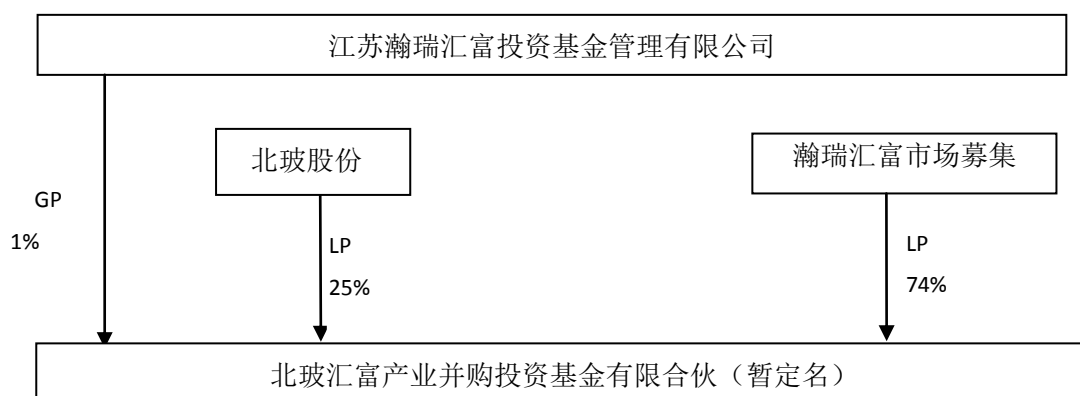 江苏瀚瑞汇富投资基金管理有限公司
北玻股份
瀚瑞汇富市场募集
GP
1%
LP
25%
LP
74%
北玻汇富产业并购投资基金有限合伙（暂定名）